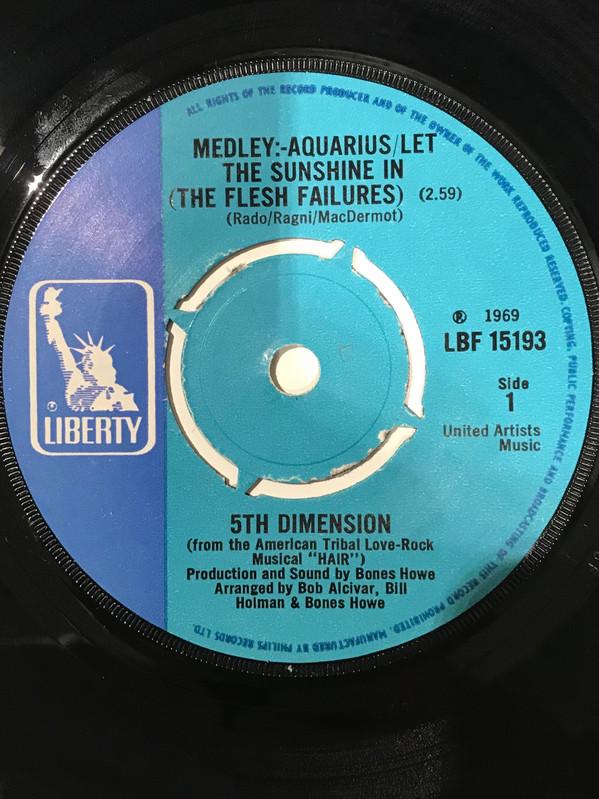 ALL RIGHTS OF THE RECORD PRODUCER AND OF THE OWNER OF THE WORK REPRODUCED RESERVED. COPYING, PUBLIC PERFORMANCE AND BROADCASTING OF THIS RECORD PROHIBITED. MANUFACTURED BY PHILIPS RECORDS LTD.
MEDLEY:-AQUARIUS/LET
THE SUNSHINE IN
(THE FLESH FAILURES) (2.59)
(Rado/Ragni/MacDermot)
℗ 1969
LBF 15193
Side
1
United Artists
Music
® LIBERTY
5TH DIMENSION
(from the American Tribal Love-Rock
Musical "HAIR")
Production and Sound by Bones Howe
Arranged by Bob Alcivar, Bill
Holman & Bones Howe